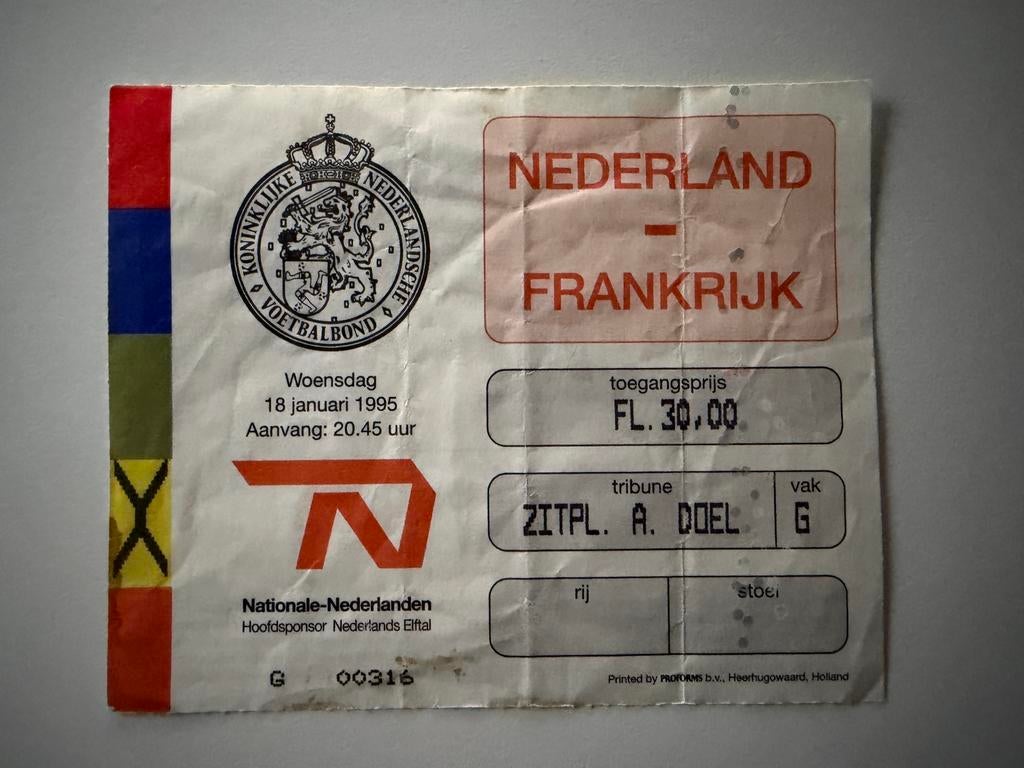 KONINKLIJKE NEDERLANDSCHE
VOETBALBOND
NEDERLAND
-
FRANKRIJK
Woensdag
18 januari 1995
Aanvang: 20.45 uur
toegangsprijs
FL. 30,00
tribune
vak
ZITPL. A. DOEL
G
rij
stoel
N
Nationale-Nederlanden
Hoofdsponsor Nederlands Elftal
G 00316
Printed by PROFORMS b.v., Heerhugowaard, Holland